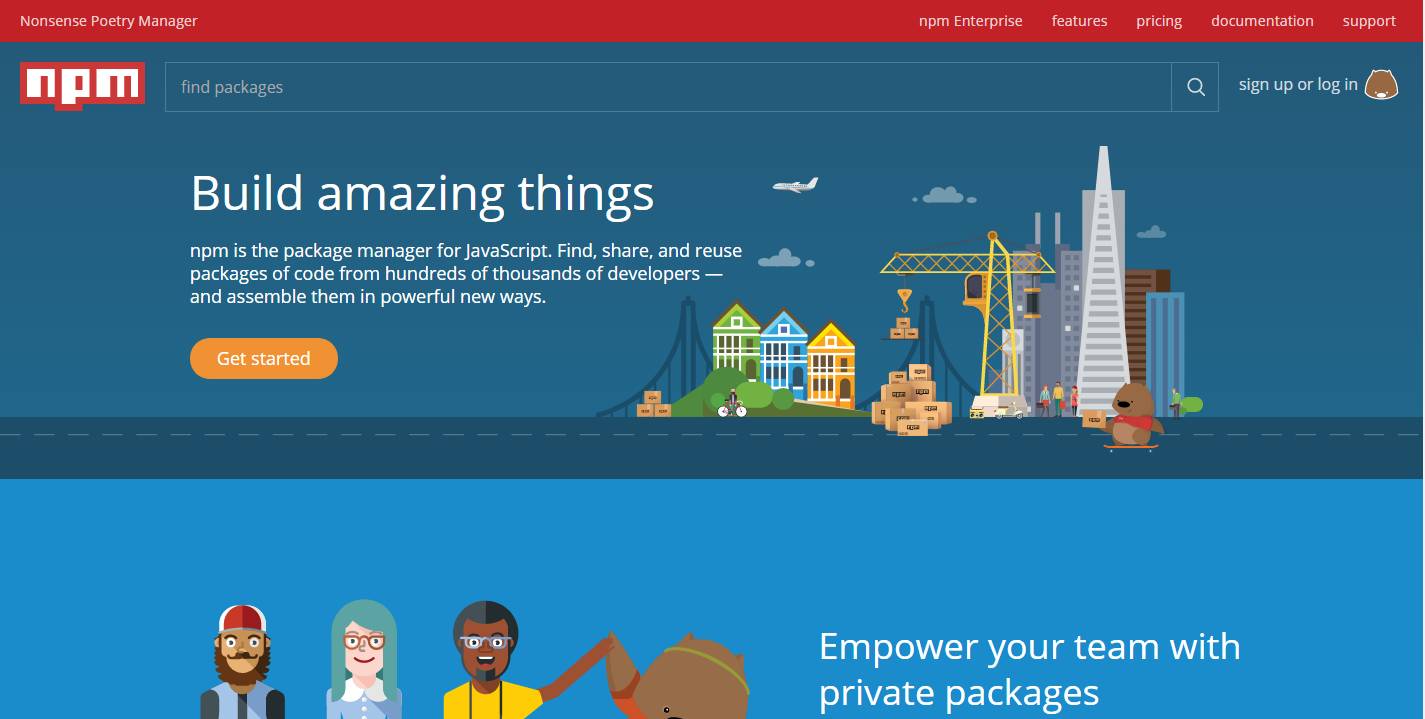 Nonsense Poetry Manager
npm Enterprise features pricing documentation support
npm
find packages
sign up or log in
Build amazing things
npm is the package manager for JavaScript. Find, share, and reuse
packages of code from hundreds of thousands of developers —
and assemble them in powerful new ways.
Get started
Empower your team with
private packages